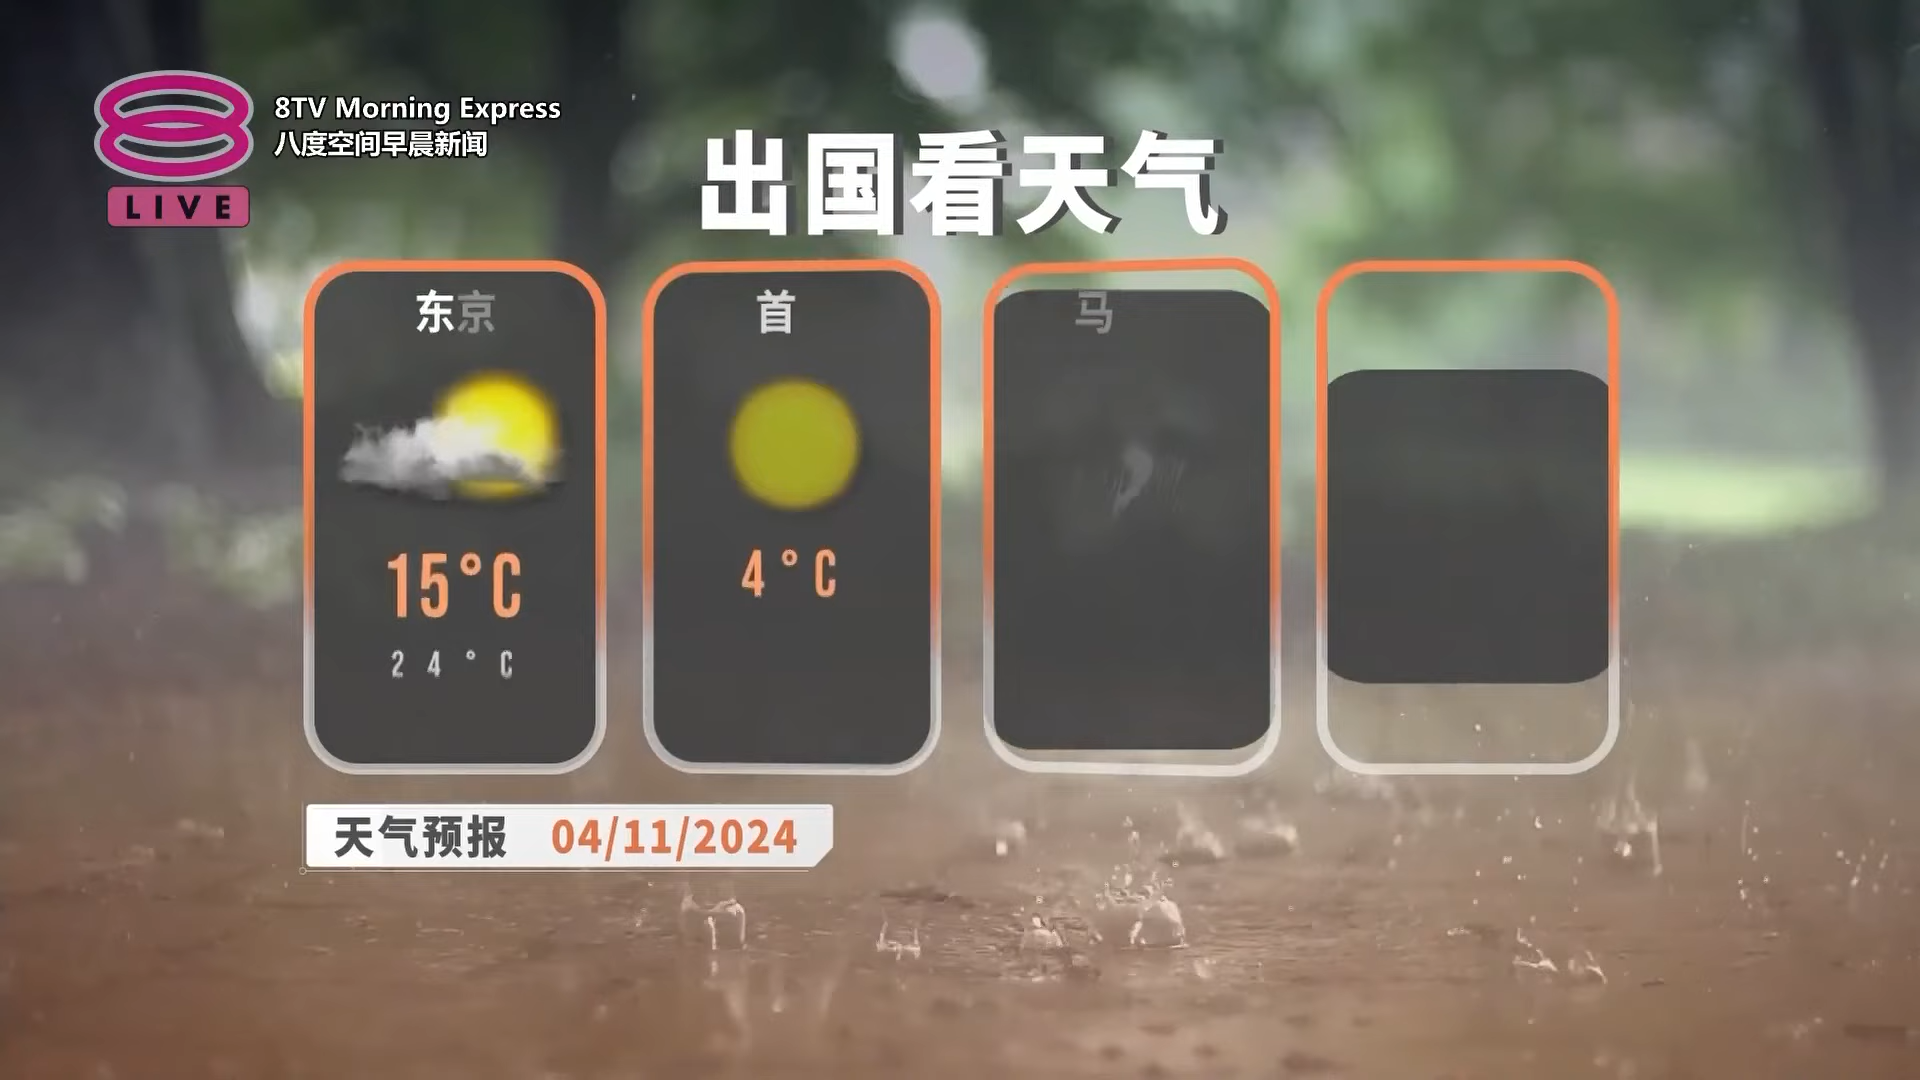 8TV Morning Express
八度空间早晨新闻
LIVE
出国看天气
东京
15°C
24°C
首
4°C
马
天气预报 04/11/2024